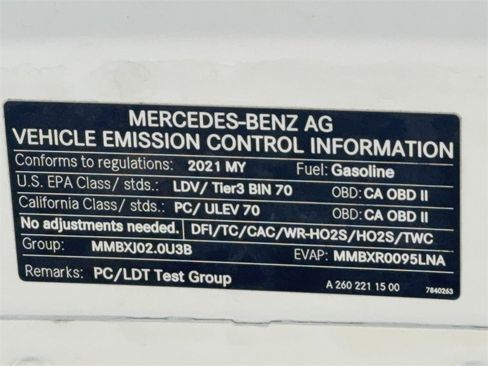 MERCEDES-BENZ AG
VEHICLE EMISSION CONTROL INFORMATION
Conforms to regulations: 2021 MY Fuel: Gasoline
U.S. EPA Class/ stds.: LDV/ Tier3 BIN 70 OBD: CA OBD II
California Class/ stds.: PC/ ULEV 70 OBD: CA OBD II
No adjustments needed. DFI/TC/CAC/WR-HO2S/HO2S/TWC
Group: MMBXJ02.0U3B EVAP: MMBXR0095LNA
Remarks: PC/LDT Test Group A 260 221 15 00 7840263